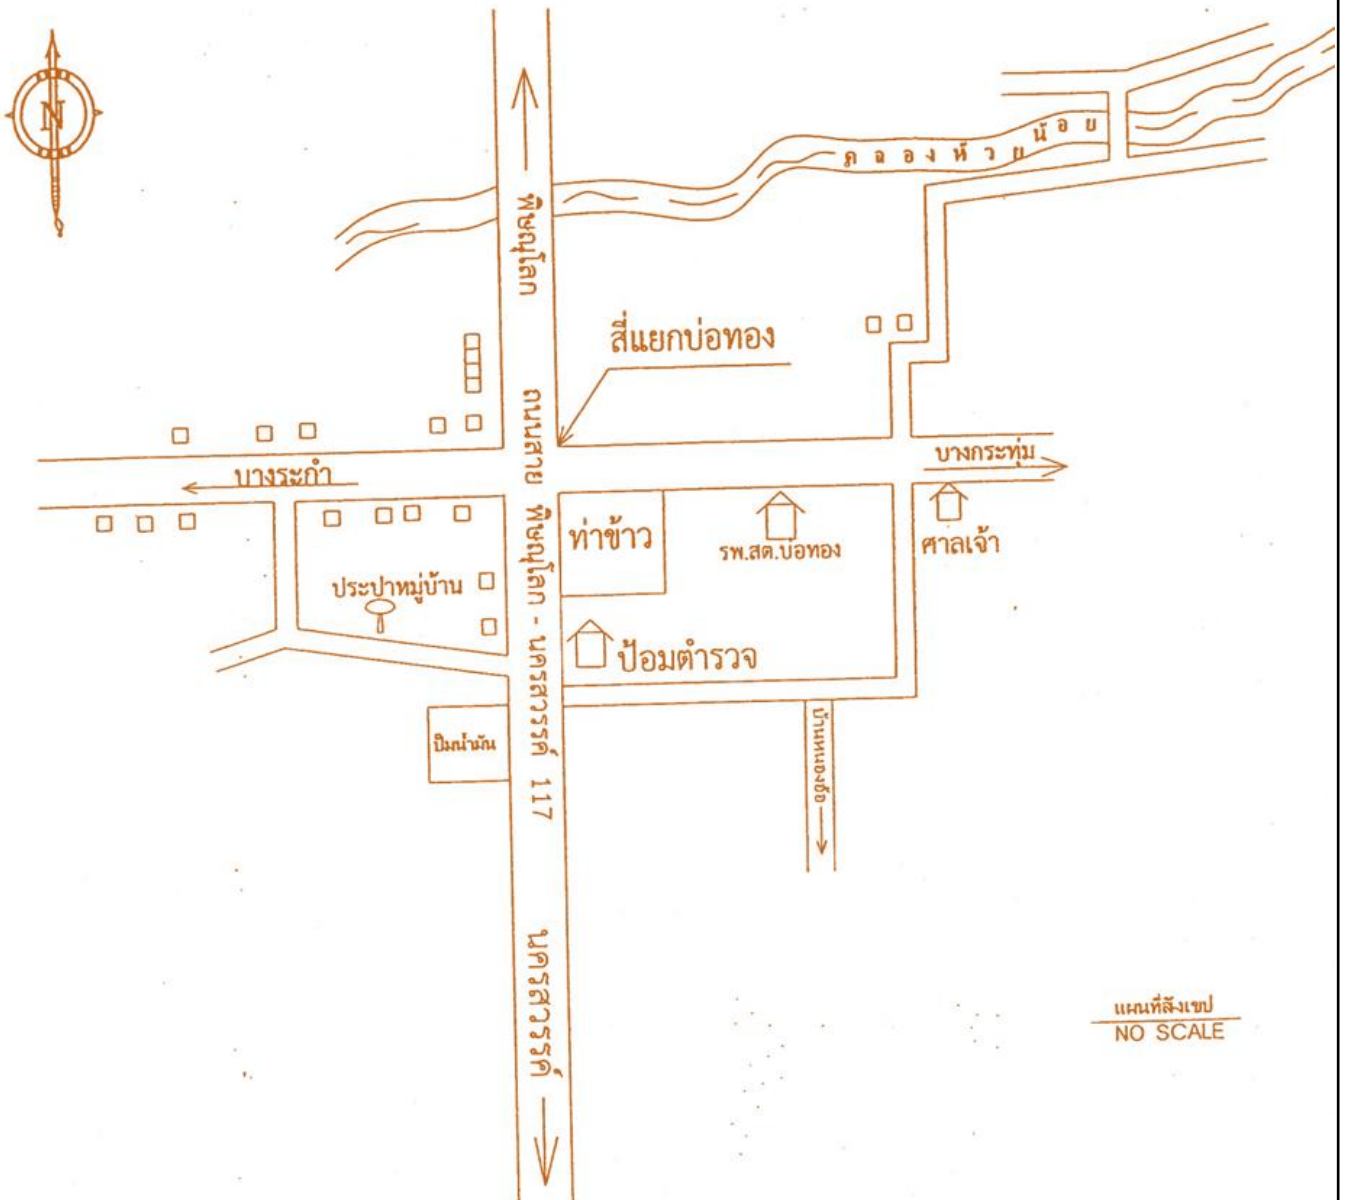 N
คลองห้วยน้อย
พิษณุโลก
สี่แยกบ่อทอง
ถนนสาย พิษณุโลก - นครสวรรค์ 117
บางระกำ
บางกระทุ่ม
ท่าข้าว
รพ.สต.บ่อทอง
ศาลเจ้า
ประปาหมู่บ้าน
ป้อมตำรวจ
ปั๊มน้ำมัน
นครสวรรค์
แผนที่สังเขป
NO SCALE